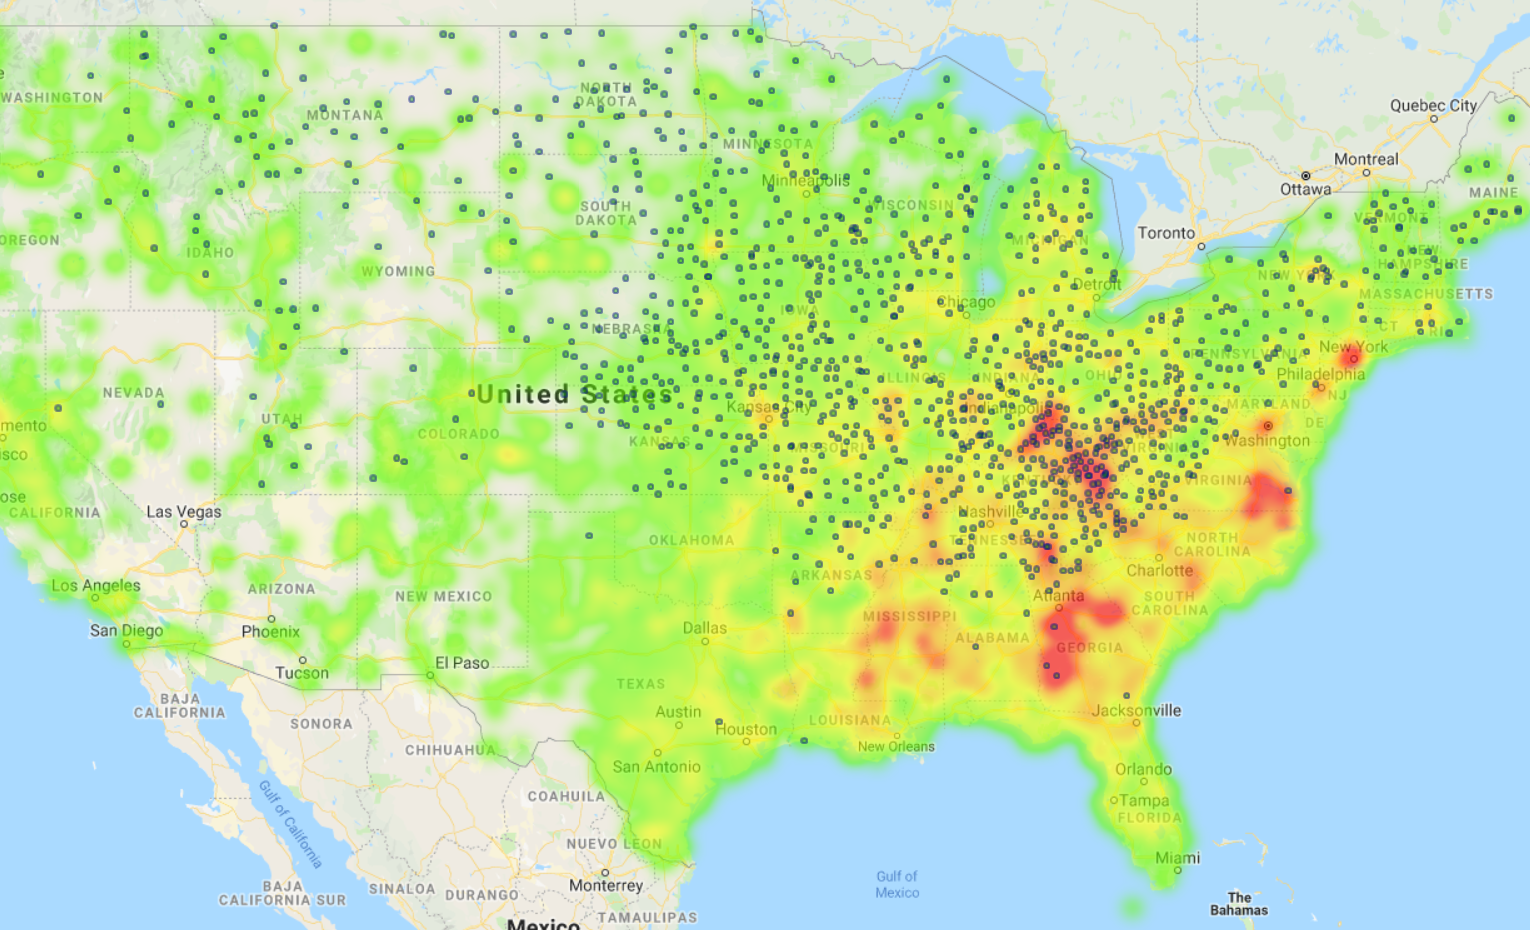 Quebec City
WASHINGTON
NORTH
DAKOTA
MONTANA
MINNESOTA
Montreal
Ottawa
Minneapolis
MAINE
SOUTH
DAKOTA
WISCONSIN
VERMONT
Toronto
OREGON
IDAHO
MICHIGAN
NEW
HAMPSHIRE
WYOMING
NEW YORK
Detroit
MASSACHUSETTS
Chicago
IOWA
NEBRASKA
CT
RI
New York
PENNSYLVANIA
Philadelphia
ILLINOIS
INDIANA
OHIO
NEVADA
United States
NJ
MARYLAND
Kansas City
Indianapolis
UTAH
DE
mento
COLORADO
KANSAS
MISSOURI
WEST
VIRGINIA
Washington
sco
KENTUCKY
VIRGINIA
ose
CALIFORNIA
Las Vegas
Nashville
OKLAHOMA
TENNESSEE
NORTH
CAROLINA
ARKANSAS
Charlotte
Los Angeles
ARIZONA
NEW MEXICO
Atlanta
SOUTH
CAROLINA
MISSISSIPPI
San Diego
Phoenix
Dallas
ALABAMA
GEORGIA
El Paso
Tucson
TEXAS
BAJA
CALIFORNIA
Austin
Jacksonville
SONORA
LOUISIANA
Houston
CHIHUAHUA
New Orleans
San Antonio
Orlando
COAHUILA
Tampa
FLORIDA
Gulf of California
NUEVO LEON
Miami
Monterrey
Gulf of
Mexico
BAJA
CALIFORNIA SUR
SINALOA
DURANGO
The
Bahamas
TAMAULIPAS
Mexico